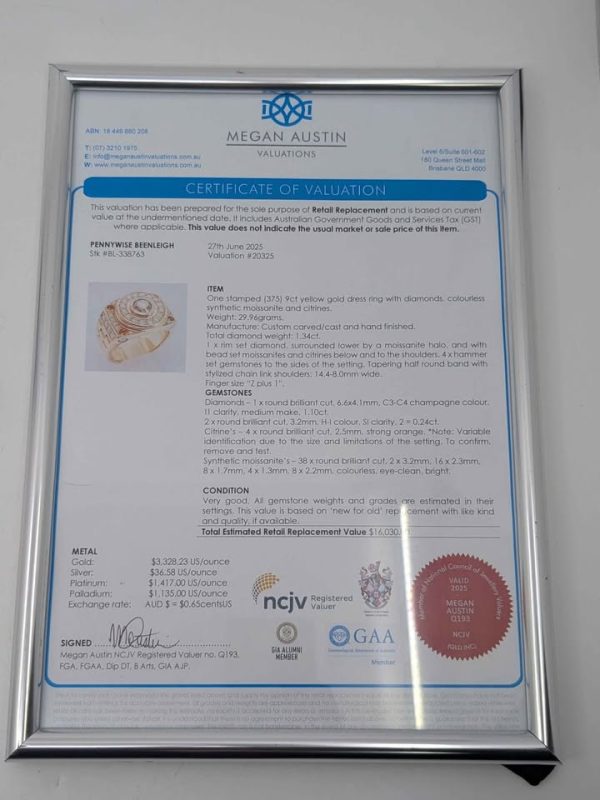 ABN: 18 449 880 208
T: (07) 3210 1975
E: info@meganaustinvaluations.com.au
W: www.meganaustinvaluations.com.au
MEGAN AUSTIN
VALUATIONS
Level 6/Suite 601-602
180 Queen Street Mall
Brisbane QLD 4000
CERTIFICATE OF VALUATION
This valuation has been prepared for the sole purpose of Retail Replacement and is based on current
value at the undermentioned date. It includes Australian Government Goods and Services Tax (GST)
where applicable. This value does not indicate the usual market or sale price of this item.
PENNYWISE BEENLEIGH
Stk #BL-338763
27th June 2025
Valuation #20325
ITEM
One stamped (375) 9ct yellow gold dress ring with diamonds, colourless
synthetic moissanite and citrines.
Weight: 29.96grams.
Manufacture: Custom carved/cast and hand finished.
Total diamond weight: 1.34ct.
1 x rim set diamond, surrounded lower by a moissanite halo, and with
bead set moissanites and citrines below and to the shoulders. 4 x hammer
set gemstones to the sides of the setting. Tapering half round band with
stylized chain link shoulders. 14.4-8.0mm wide.
Finger size "Z plus 1".
GEMSTONES
Diamonds – 1 x round brilliant cut, 6.6x4.1mm, C3-C4 champagne colour,
I1 clarity, medium make, 1.10ct.
2 x round brilliant cut, 3.2mm, H-I colour, SI clarity, 2 = 0.24ct.
Citrine's – 4 x round brilliant cut, 2.5mm, strong orange. *Note: Variable
identification due to the size and limitations of the setting. To confirm,
remove and test.
Synthetic moissanite's – 38 x round brilliant cut, 2 x 3.2mm, 16 x 2.3mm,
8 x 1.7mm, 4 x 1.3mm, 8 x 2.2mm, colourless, eye-clean, bright.
CONDITION
Very good. All gemstone weights and grades are estimated in their
settings. This value is based on 'new for old' replacement with like kind
and quality, if available.
Total Estimated Retail Replacement Value $16,030.00
METAL
Gold: $3,328.23 US/ounce
Silver: $36.58 US/ounce
Platinum: - $1,417.00 US/ounce
Palladium: $1,135.00 US/ounce
Exchange rate: AUD $ = $0.65centsUS
ncjv Registered
Valuer
GIA ALUMNI
MEMBER
GAA
Member
Member of National Council of Jewellery Valuers
VALID
2025
MEGAN
AUSTIN
Q193
NCJV
SIGNED
Megan Austin NCJV Registered Valuer no. Q193,
FGA, FGAA, Dip DT, B Arts, GIA AJP.